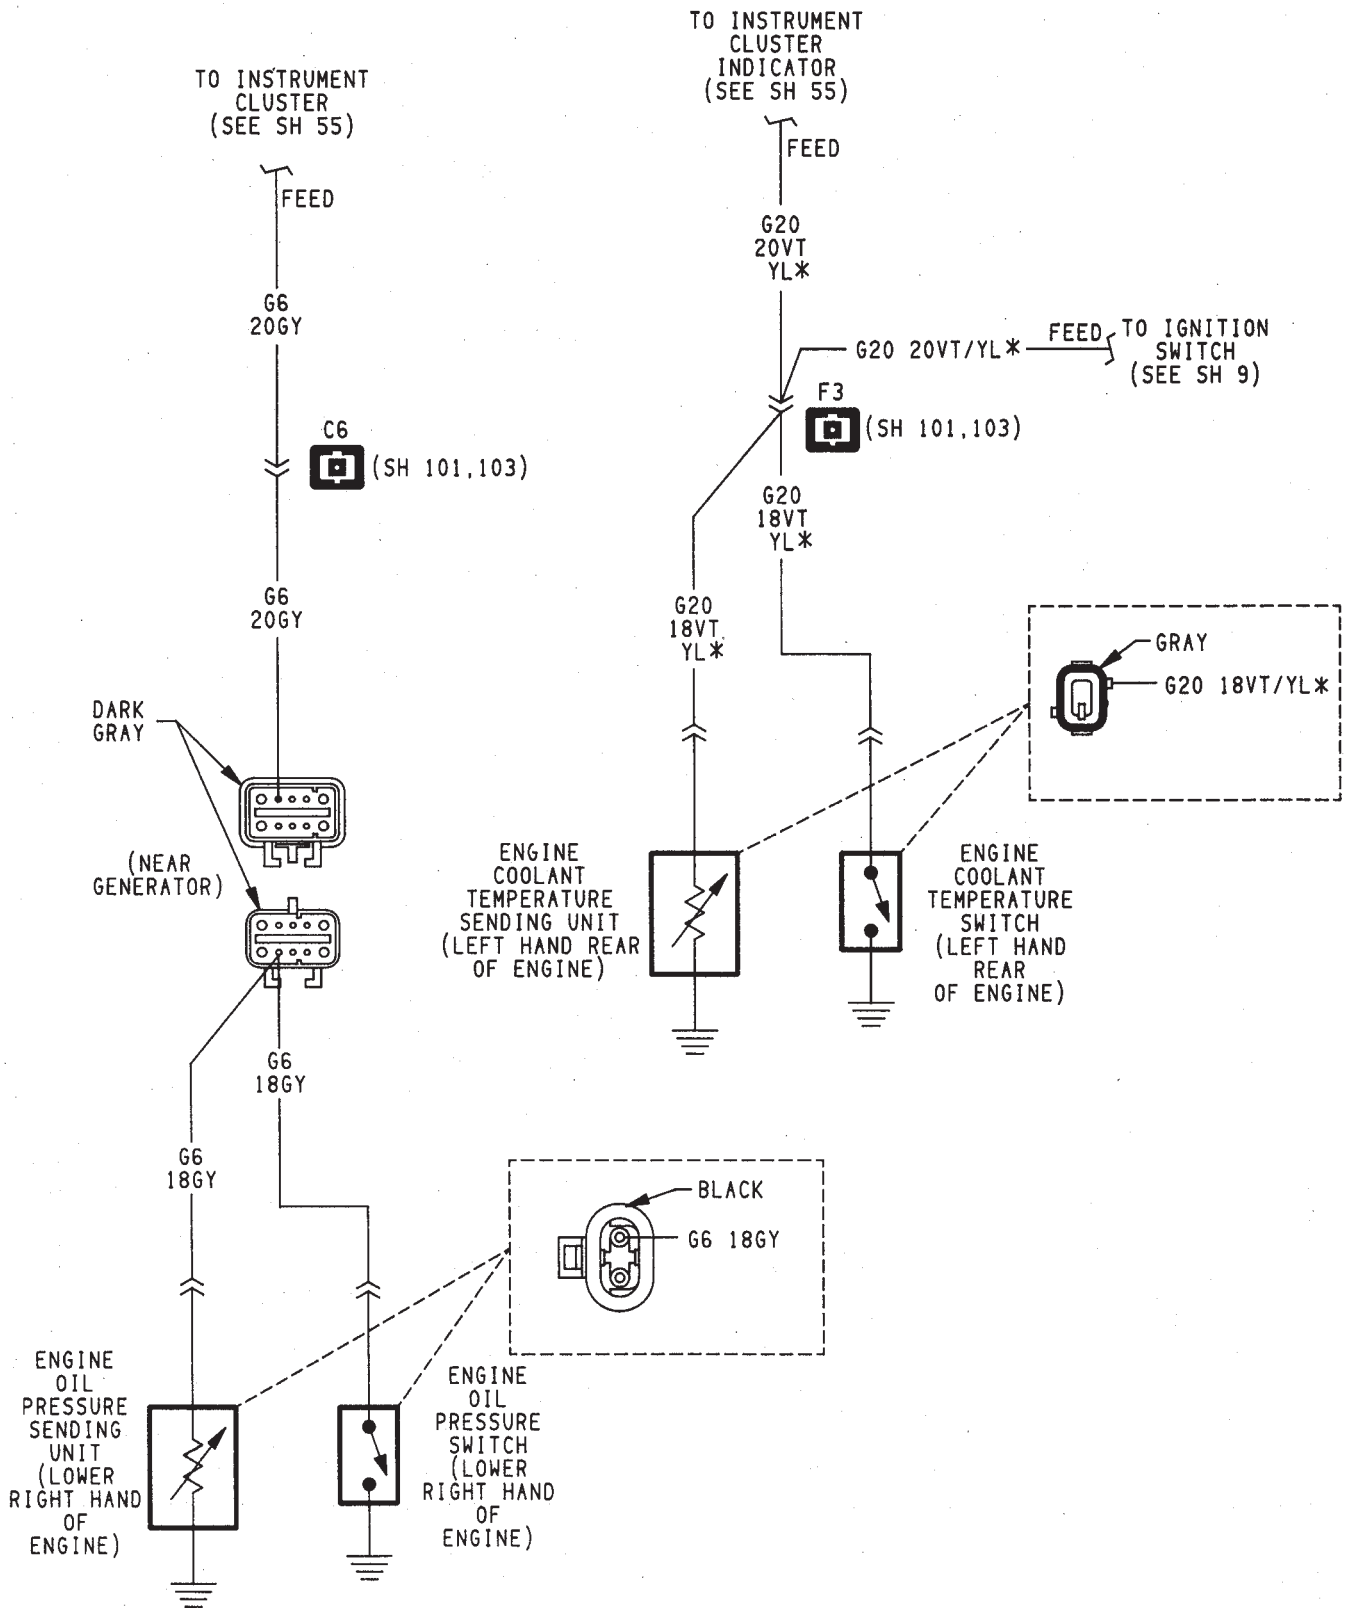 TO INSTRUMENT
CLUSTER
(SEE SH 55)
FEED
G6
20GY
C6
(SH 101,103)
G6
20GY
DARK
GRAY
(NEAR
GENERATOR)
G6
18GY
G6
18GY
ENGINE
OIL
PRESSURE
SENDING
UNIT
(LOWER
RIGHT HAND
OF
ENGINE)
ENGINE
OIL
PRESSURE
SWITCH
(LOWER
RIGHT HAND
OF
ENGINE)
BLACK
G6 18GY
TO INSTRUMENT
CLUSTER
INDICATOR
(SEE SH 55)
FEED
G20
20VT
YL*
G20 20VT/YL*
FEED
TO IGNITION
SWITCH
(SEE SH 9)
F3
(SH 101,103)
G20
18VT
YL*
G20
18VT
YL*
GRAY
G20 18VT/YL*
ENGINE
COOLANT
TEMPERATURE
SENDING UNIT
(LEFT HAND REAR
OF ENGINE)
ENGINE
COOLANT
TEMPERATURE
SWITCH
(LEFT HAND
REAR
OF ENGINE)